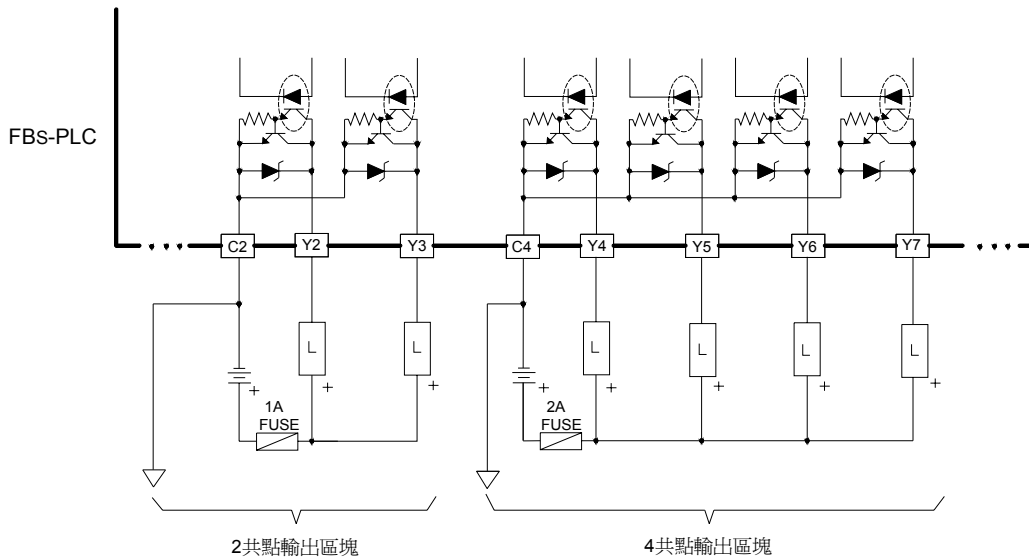 FBs-PLC
C2 Y2 Y3 C4 Y4 Y5 Y6 Y7
L L L L L L
+ + + + + + + +
1A FUSE
2A FUSE
2共點輸出區塊
4共點輸出區塊